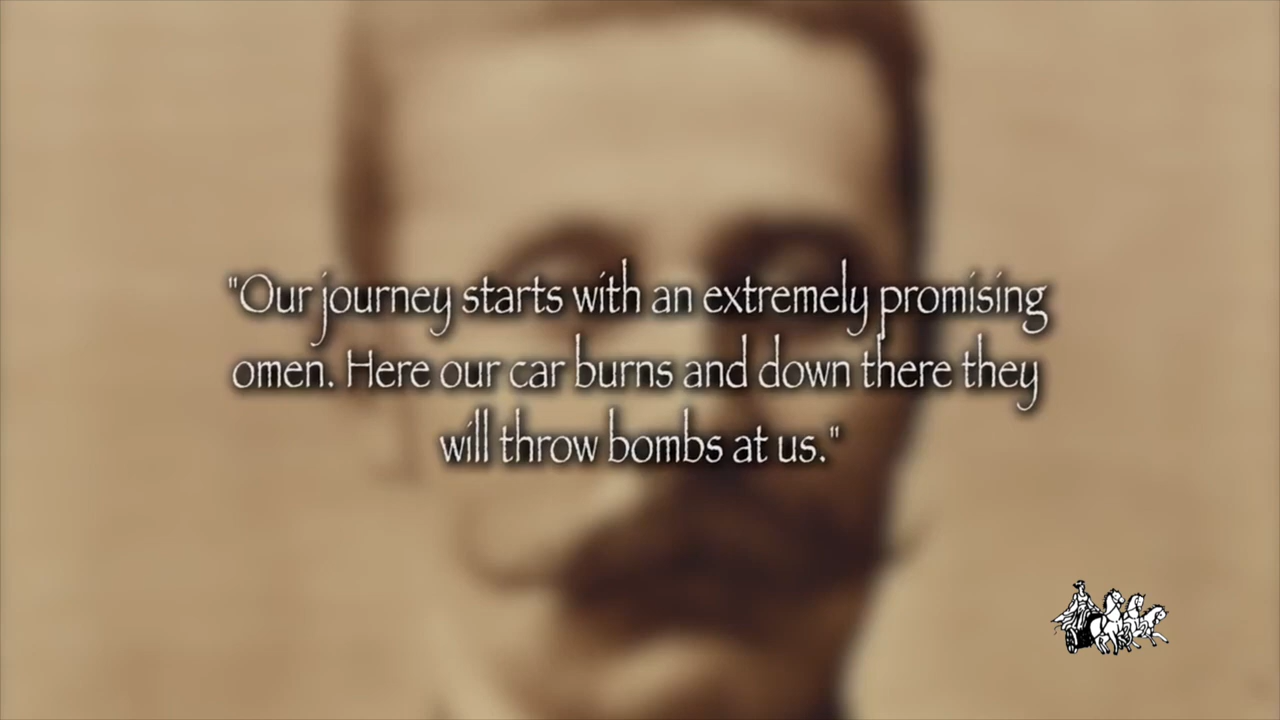 "Our journey starts with an extremely promising
omen. Here our car burns and down there they
will throw bombs at us."